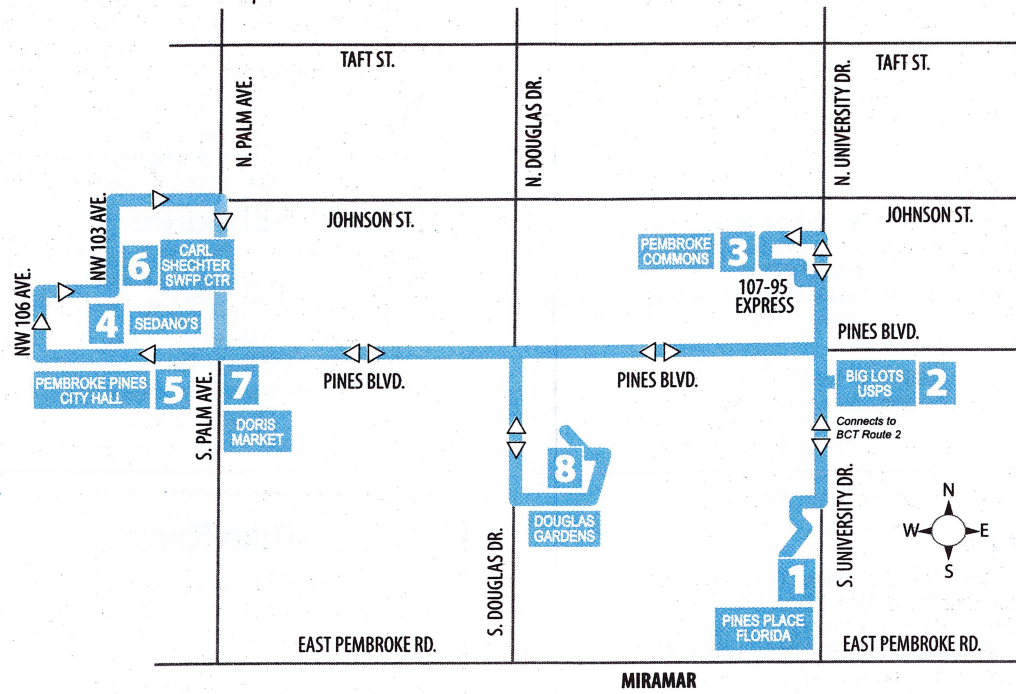 TAFT ST.
TAFT ST.
N. PALM AVE.
N. DOUGLAS DR.
N. UNIVERSITY DR.
NW 103 AVE.
JOHNSON ST.
JOHNSON ST.
6
CARL
SHECHTER
SWFP CTR
PEMBROKE
COMMONS
3
107-95
EXPRESS
NW 106 AVE.
4
SEDANO'S
PINES BLVD.
PEMBROKE PINES
CITY HALL
5
7
DORIS
MARKET
PINES BLVD.
PINES BLVD.
BIG LOTS
USPS
2
Connects to
BCT Route 2
S. PALM AVE.
8
DOUGLAS
GARDENS
S. DOUGLAS DR.
S. UNIVERSITY DR.
1
PINES PLACE
FLORIDA
N
W
E
S
EAST PEMBROKE RD.
EAST PEMBROKE RD.
MIRAMAR